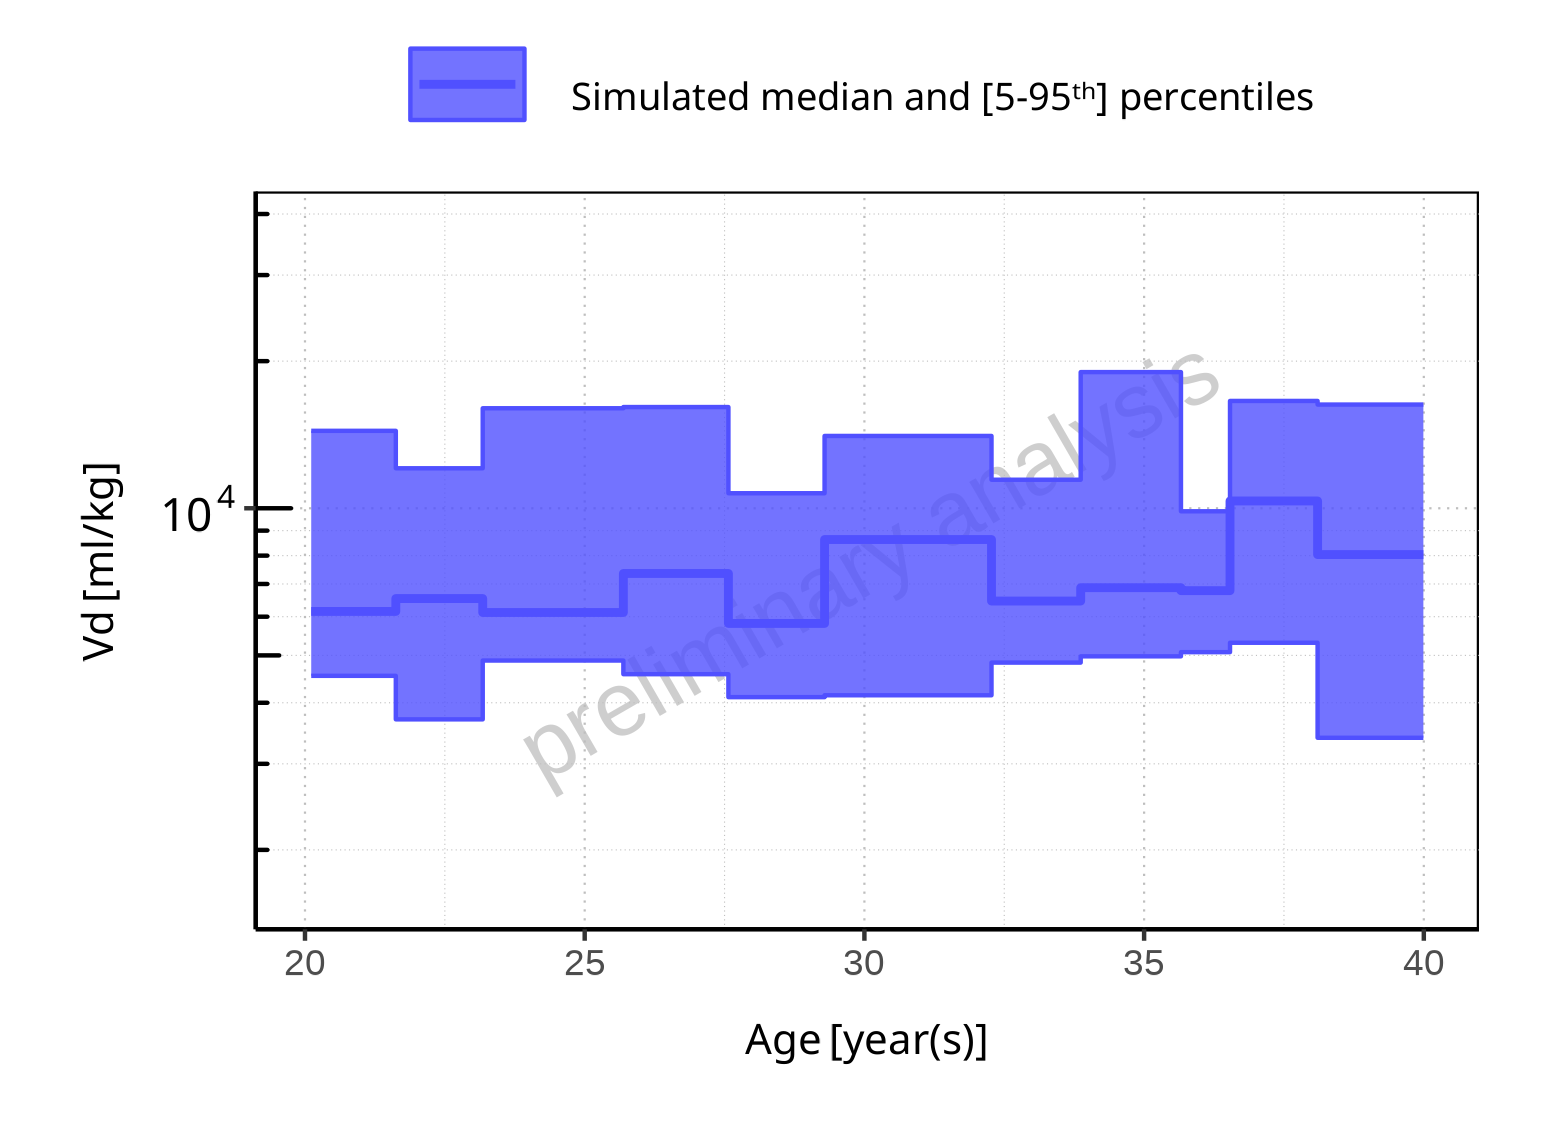 Simulated median and [5-95ᵗʰ] percentiles
Vd [ml/kg]
10⁴
preliminary analysis
20 25 30 35 40
Age [year(s)]